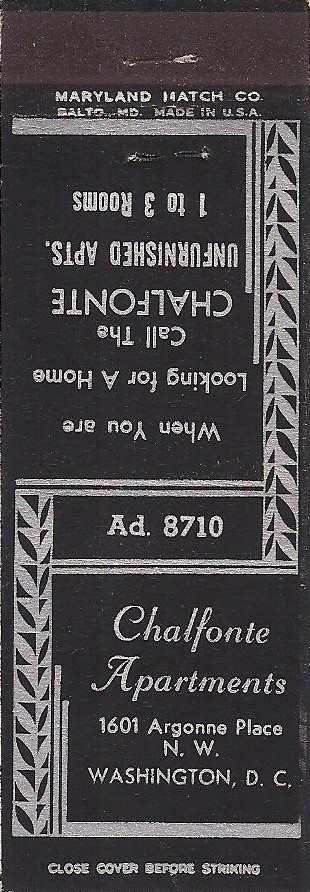 MARYLAND MATCH CO.
BALTO., MD. MADE IN U.S.A.
When You are
Looking for A Home
Call The
CHALFONTE
UNFURNISHED APTS.
1 to 3 Rooms
Ad. 8710
Chalfonte
Apartments
1601 Argonne Place
N. W.
WASHINGTON, D. C.
CLOSE COVER BEFORE STRIKING